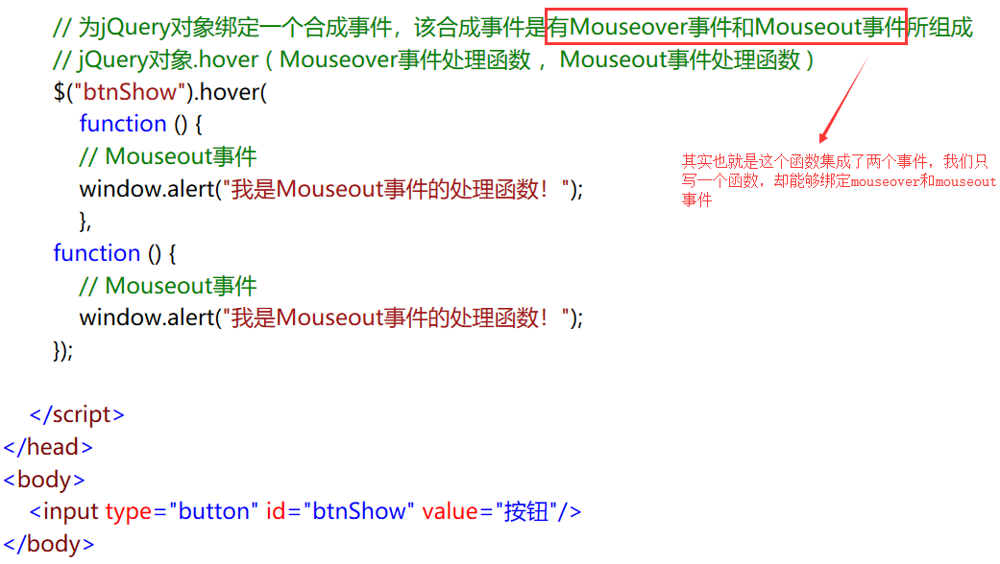 // 为jQuery对象绑定一个合成事件，该合成事件是有Mouseover事件和Mouseout事件所组成
// jQuery对象.hover ( Mouseover事件处理函数 ，Mouseout事件处理函数 )
$("btnShow").hover(
function () {
// Mouseout事件
window.alert("我是Mouseout事件的处理函数！");
},
function () {
// Mouseout事件
window.alert("我是Mouseout事件的处理函数！");
});
其实也就是这个函数集成了两个事件，我们只
写一个函数，却能够绑定mouseover和mouseout
事件
</script>
</head>
<body>
<input type="button" id="btnShow" value="按钮"/>
</body>